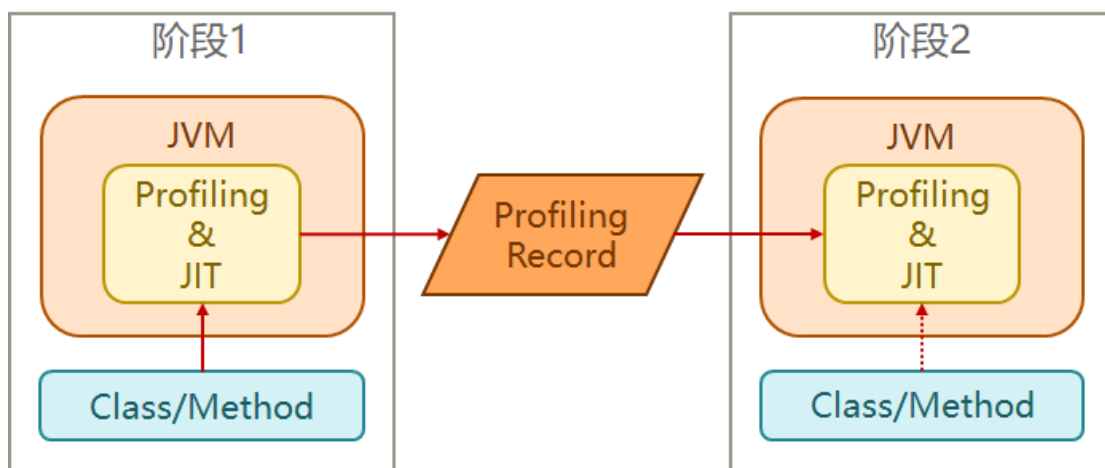 阶段1
JVM
Profiling
&
JIT
Class/Method
Profiling
Record
阶段2
JVM
Profiling
&
JIT
Class/Method